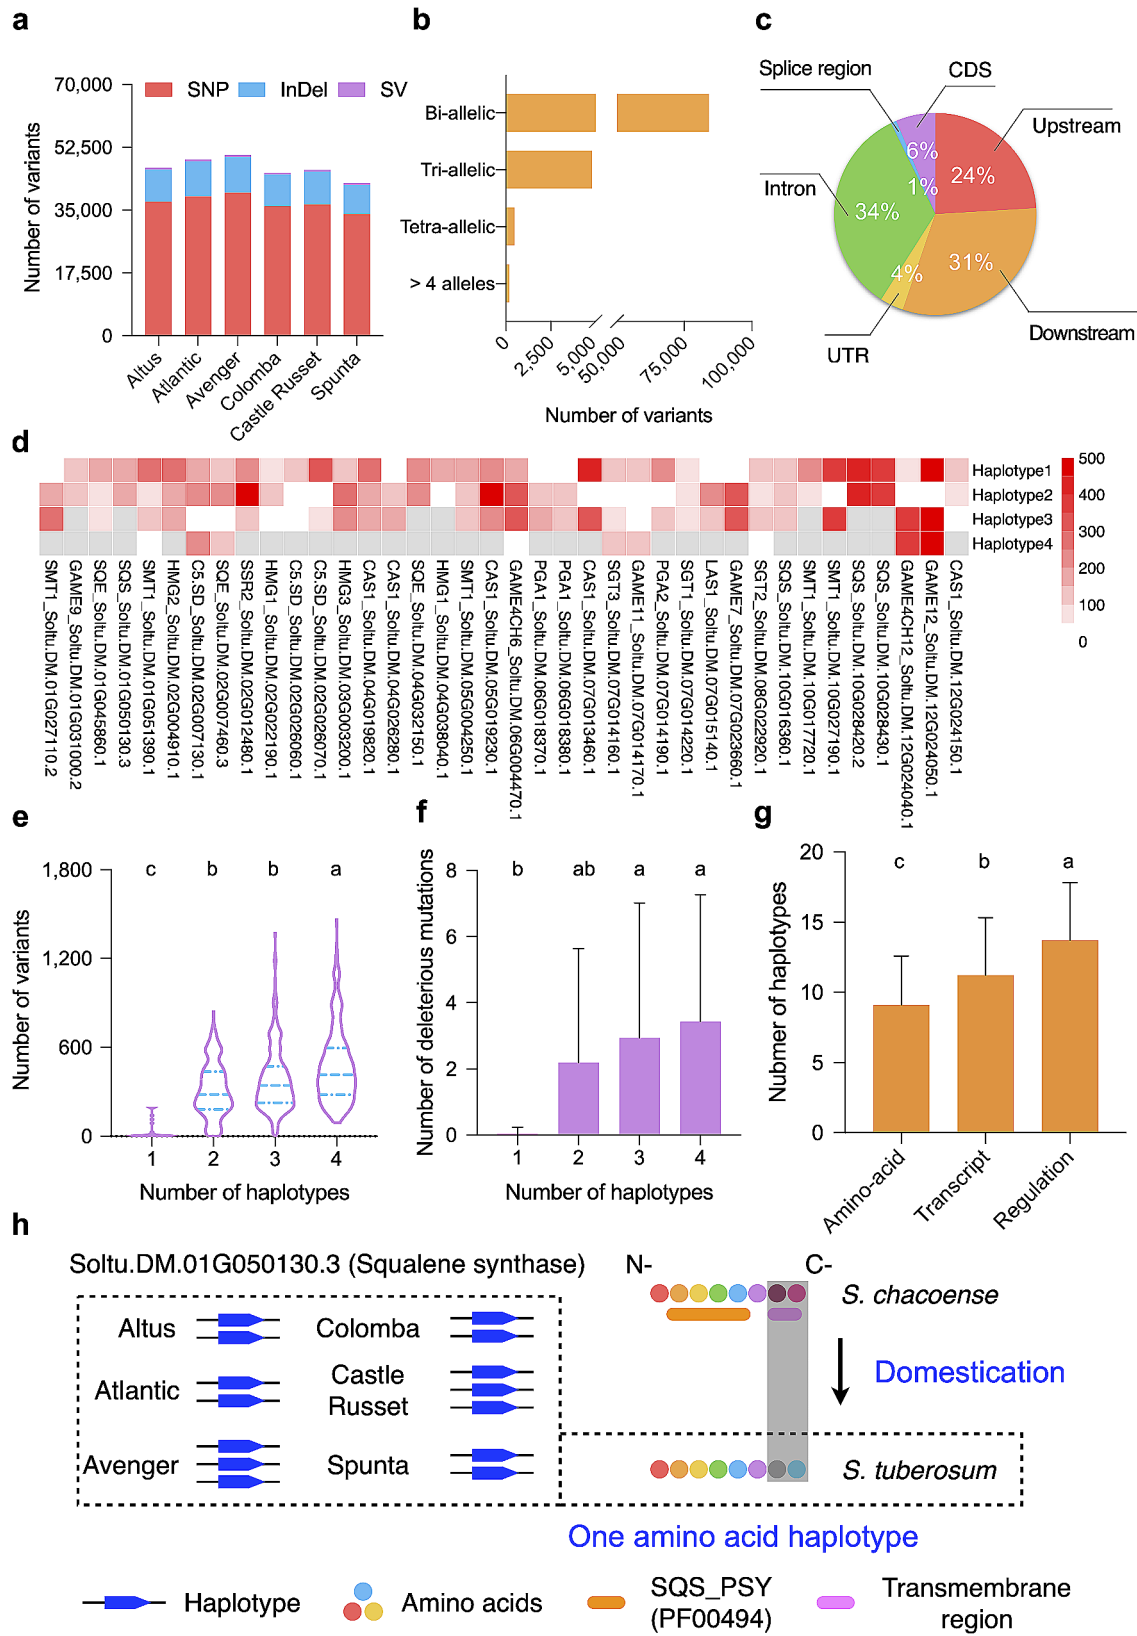 a
70,000
52,500
35,000
17,500
0
Number of variants
SNP
InDel
SV
Altus
Atlantic
Avenger
Colomba
Castle Russet
Spunta
b
Bi-allelic
Tri-allelic
Tetra-allelic
> 4 alleles
0
2,500
5,000
50,000
75,000
100,000
Number of variants
c
Splice region
CDS
Upstream
Intron
UTR
Downstream
6%
1%
24%
34%
4%
31%
d
Haplotype1
Haplotype2
Haplotype3
Haplotype4
500
400
300
200
100
0
SMT1_Soltu.DM.01G027110.2
GAME9_Soltu.DM.01G031000.2
SQE_Soltu.DM.01G045860.1
SQS_Soltu.DM.01G050130.3
SMT1_Soltu.DM.01G051390.1
HMG2_Soltu.DM.02G004910.1
C5.SD_Soltu.DM.02G007130.1
SQE_Soltu.DM.02G007460.3
SSR2_Soltu.DM.02G012480.1
HMG1_Soltu.DM.04G022190.1
C5.SD_Soltu.DM.02G026060.1
C5.SD_Soltu.DM.02G026070.1
HMG3_Soltu.DM.03G003200.1
CAS1_Soltu.DM.04G019820.1
CAS1_Soltu.DM.04G026280.1
SQE_Soltu.DM.04G032150.1
HMG1_Soltu.DM.04G038040.1
SMT1_Soltu.DM.05G004250.1
CAS1_Soltu.DM.05G019230.1
GAME4CH6_Soltu.DM.06G004470.1
PGA1_Soltu.DM.06G018370.1
PGA1_Soltu.DM.06G018380.1
CAS1_Soltu.DM.07G013460.1
SGT3_Soltu.DM.07G014160.1
GAME11_Soltu.DM.07G014170.1
PGA2_Soltu.DM.07G014190.1
SGT1_Soltu.DM.07G014220.1
LAS1_Soltu.DM.07G015140.1
GAME7_Soltu.DM.07G023660.1
SGT2_Soltu.DM.08G022920.1
SQS_Soltu.DM.10G016360.1
SMT1_Soltu.DM.10G017720.1
SMT1_Soltu.DM.10G027190.1
SQS_Soltu.DM.10G028420.2
SQS_Soltu.DM.10G028430.1
GAME4CH12_Soltu.DM.12G024040.1
GAME12_Soltu.DM.12G024050.1
CAS1_Soltu.DM.12G024150.1
e
1,800
1,200
600
0
Number of variants
c
b
b
a
1
2
3
4
Number of haplotypes
f
8
6
4
2
0
Number of deleterious mutations
b
ab
a
a
1
2
3
4
Number of haplotypes
g
20
15
10
5
0
Nubmer of haplotypes
c
b
a
Amino-acid
Transcript
Regulation
h
Soltu.DM.01G050130.3 (Squalene synthase)
Altus
Colomba
Atlantic
Castle
Russet
Avenger
Spunta
N-
C-
S. chacoense
Domestication
S. tuberosum
One amino acid haplotype
Haplotype
Amino acids
SQS_PSY
(PF00494)
Transmembrane
region